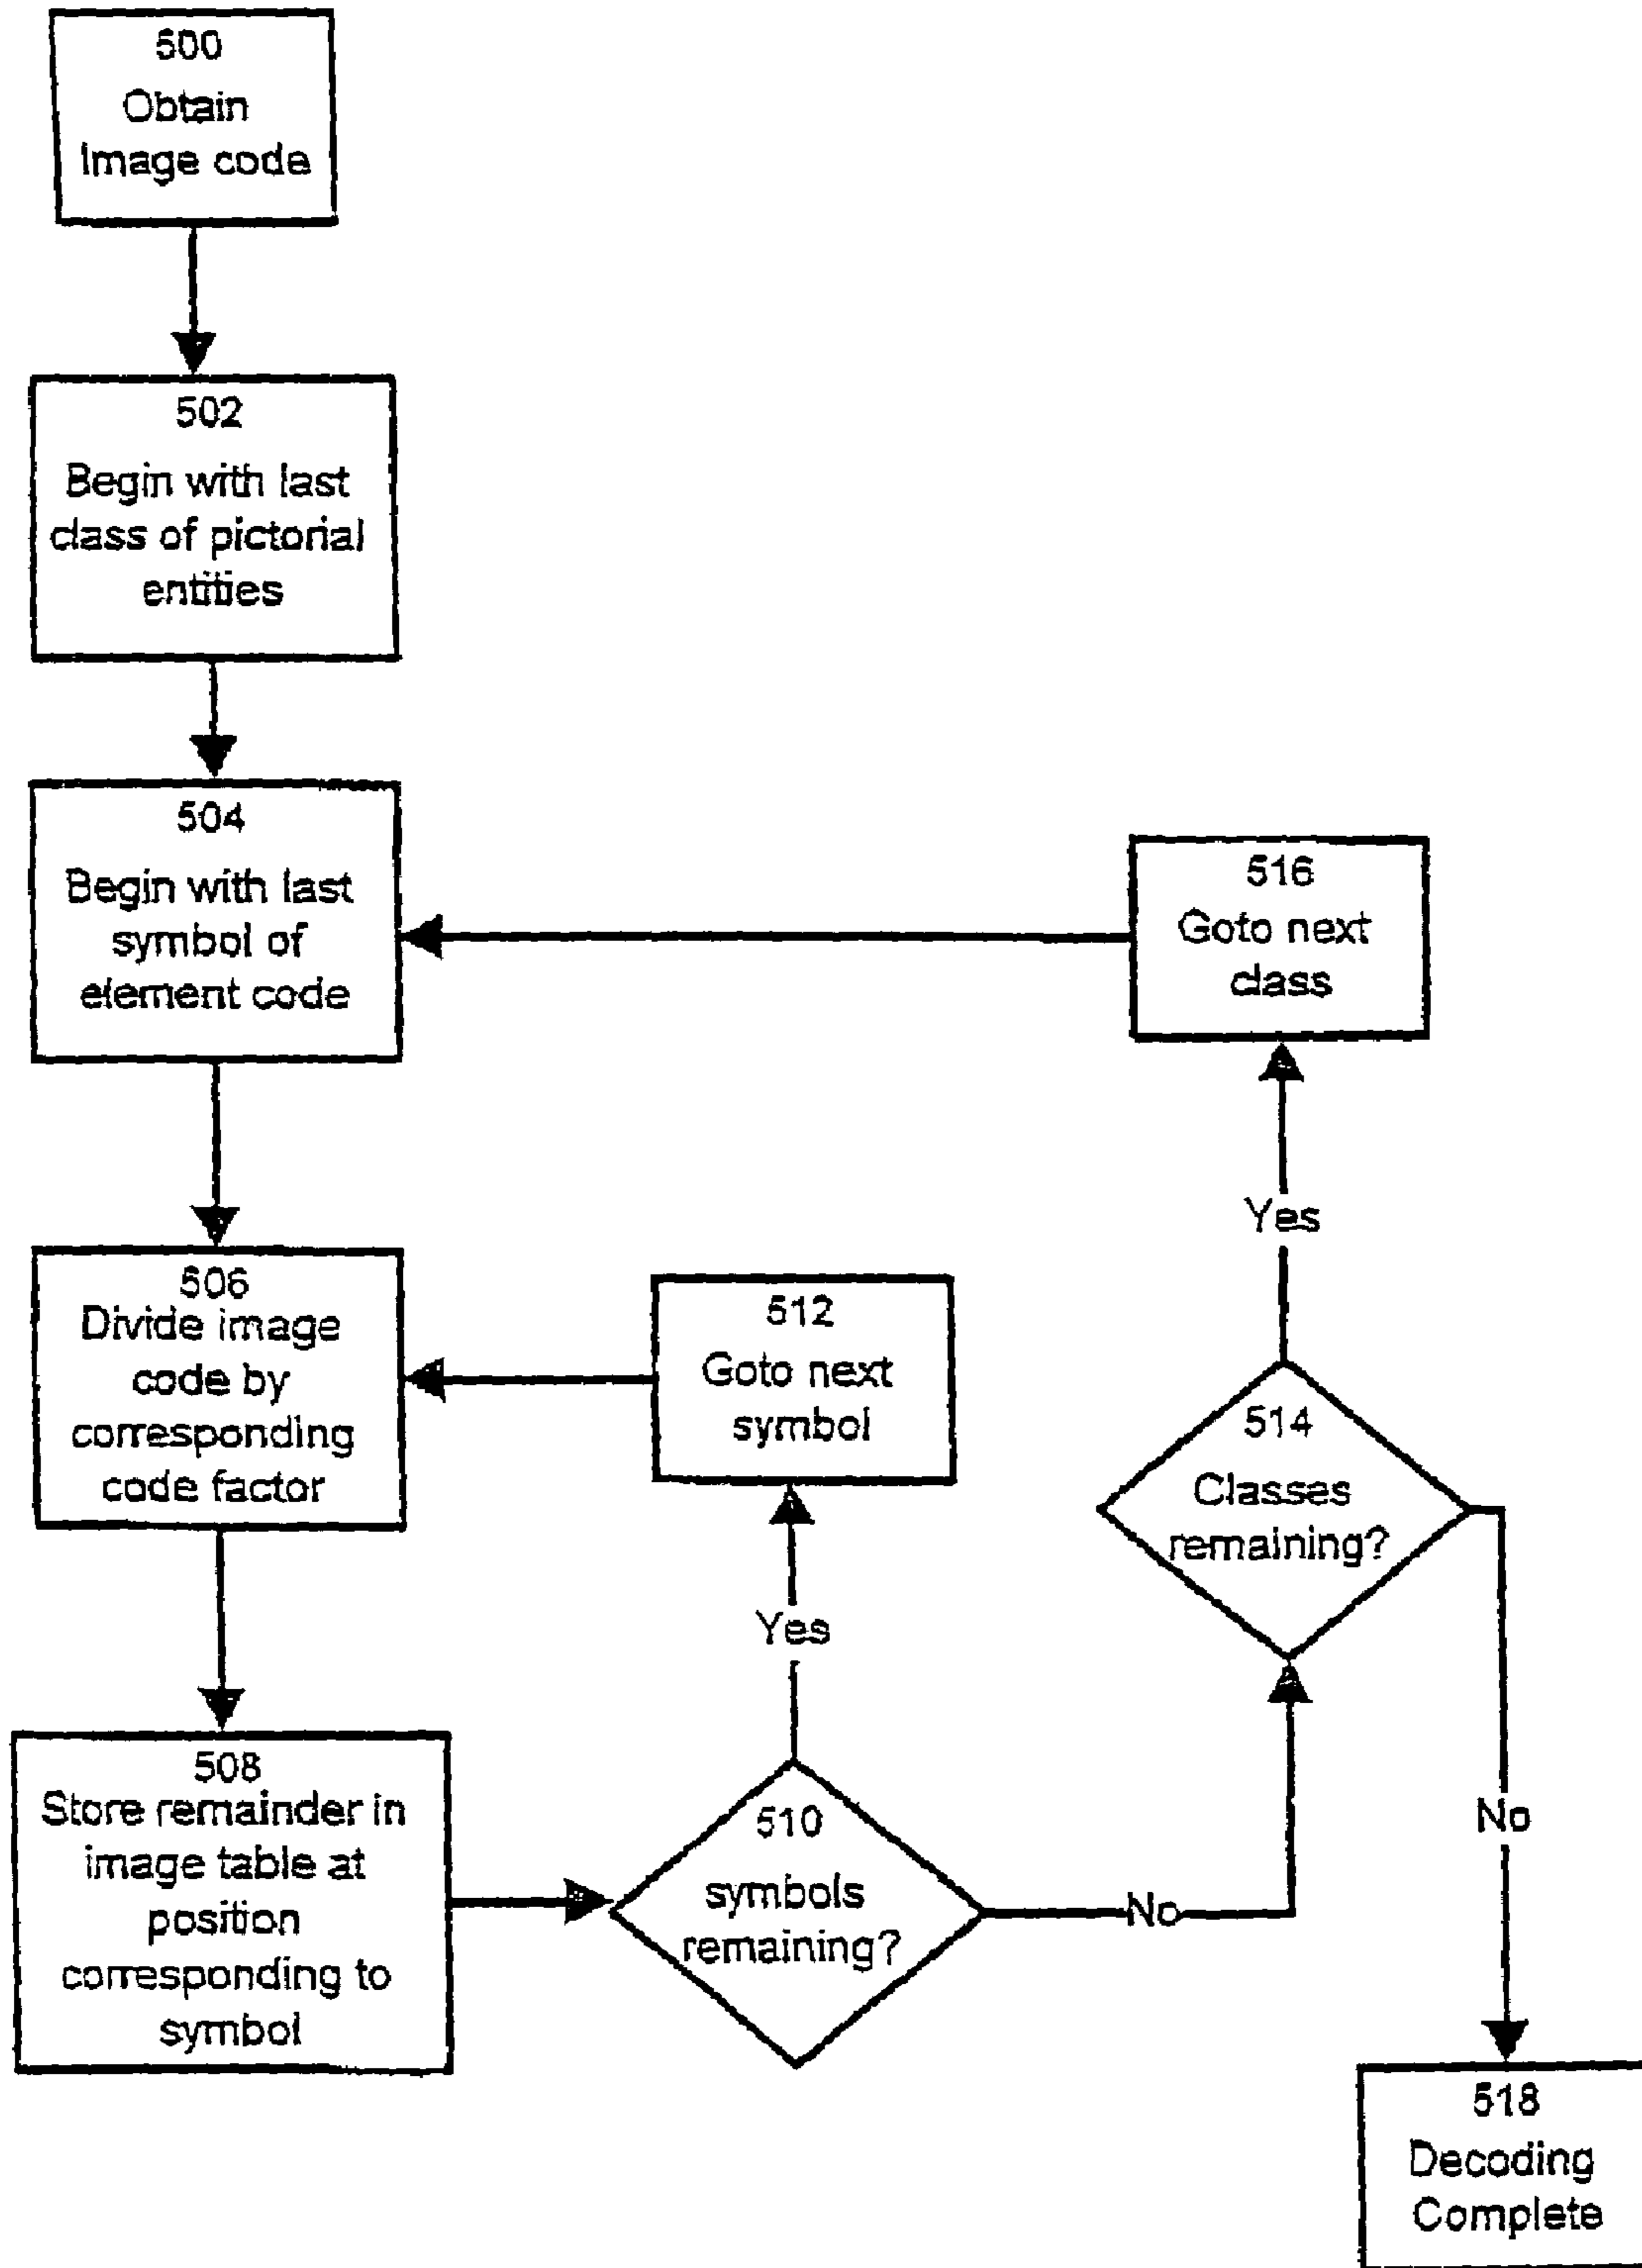 500
Obtain
Image code
502
Begin with last
class of pictorial
entities
504
Begin with last
symbol of
element code
516
Goto next
class
Yes
506
Divide image
code by
corresponding
code factor
512
Goto next
symbol
514
Classes
remaining?
Yes
508
Store remainder in
image table at
position
corresponding to
symbol
510
symbols
remaining?
No
No
518
Decoding
Complete